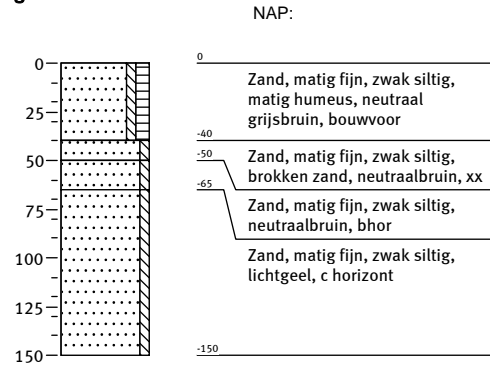 NAP:
0
0
Zand, matig fijn, zwak siltig,
matig humeus, neutraal
grijsbruin, bouwvoor
25
-40
50
-50
Zand, matig fijn, zwak siltig,
brokken zand, neutraalbruin, xx
-65
75
Zand, matig fijn, zwak siltig,
neutraalbruin, bhor
100
Zand, matig fijn, zwak siltig,
lichtgeel, c horizont
125
150
-150